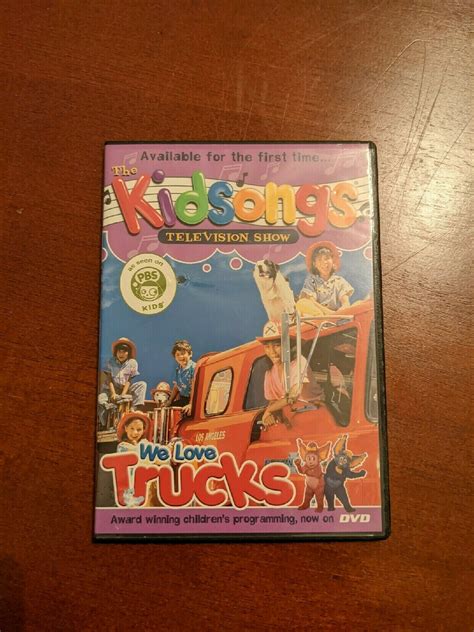 Available for the first time...
The
Kidsongs
TELEVISION SHOW
as seen on
PBS
KIDS
LOS ANGELES
We Love
Trucks
Award winning children's programming, now on DVD